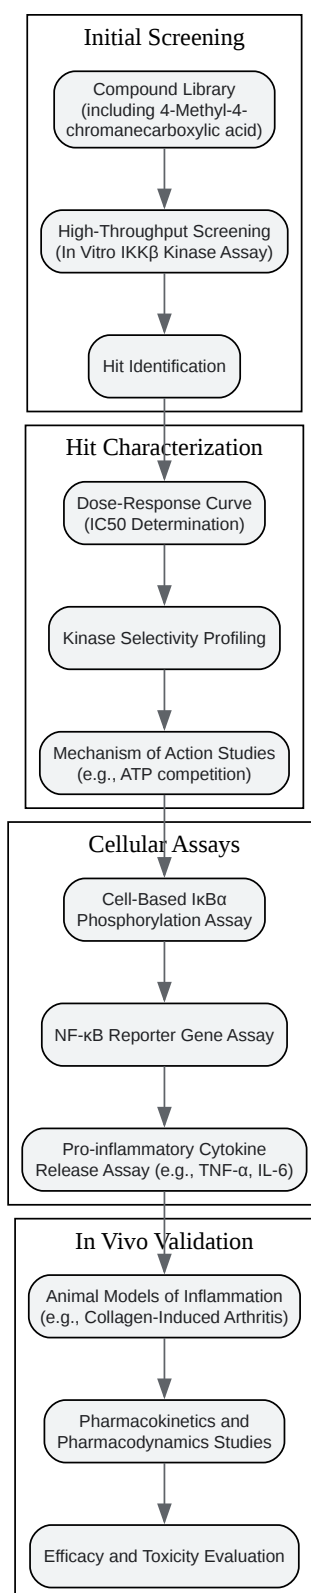 Initial Screening
Compound Library
(including 4-Methyl-4-
chromanecarboxylic acid)
High-Throughput Screening
(In Vitro IKKβ Kinase Assay)
Hit Identification
Hit Characterization
Dose-Response Curve
(IC50 Determination)
Kinase Selectivity Profiling
Mechanism of Action Studies
(e.g., ATP competition)
Cellular Assays
Cell-Based IκBα
Phosphorylation Assay
NF-κB Reporter Gene Assay
Pro-inflammatory Cytokine
Release Assay (e.g., TNF-α, IL-6)
In Vivo Validation
Animal Models of Inflammation
(e.g., Collagen-Induced Arthritis)
Pharmacokinetics and
Pharmacodynamics Studies
Efficacy and Toxicity Evaluation